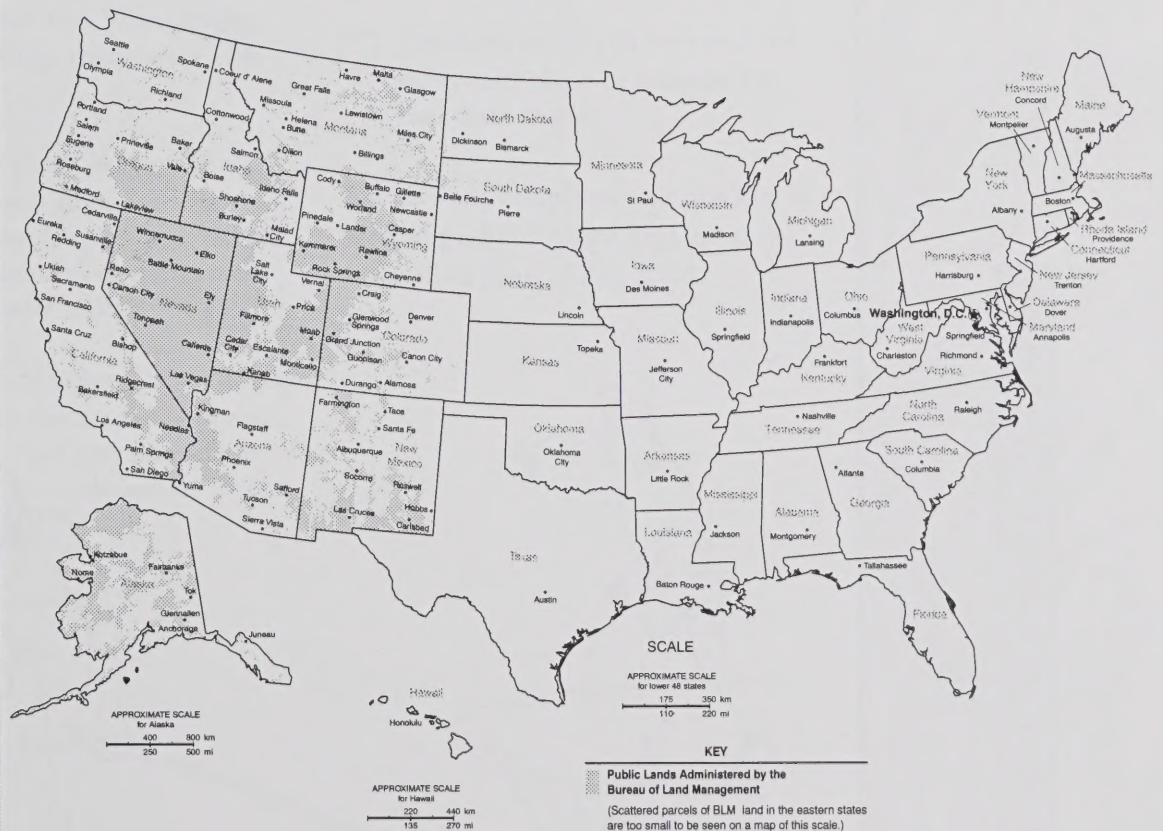 Seattle
Olympia
Washington
Spokane
Richland
Coeur d' Alene
Cottonwood
Missoula
Great Falls
Havre
Malta
Glasgow
Lewistown
Helena
Butte
Montana
Miles City
Dillon
Billings
Portland
Salem
Eugene
Prineville
Baker
Vale
Oregon
Roseburg
Medford
Lakeview
Salmon
Idaho
Boise
Idaho Falls
Shoshone
Burley
Malad City
Cody
Buffalo
Gillette
Worland
Newcastle
Pinedale
Lander
Casper
Wyoming
Kemmerer
Rawlins
Rock Springs
Cheyenne
North Dakota
Dickinson
Bismarck
South Dakota
Belle Fourche
Pierre
Nebraska
Lincoln
Kansas
Topeka
Minnesota
St Paul
Wisconsin
Madison
Michigan
Lansing
Iowa
Des Moines
Illinois
Springfield
Indiana
Indianapolis
Ohio
Columbus
Missouri
Jefferson City
Kentucky
Frankfort
West Virginia
Charleston
Virginia
Springfield
Richmond
Washington, D.C.
Pennsylvania
Harrisburg
New York
Albany
Vermont
Montpelier
New Hampshire
Concord
Maine
Augusta
Massachusetts
Boston
Rhode Island
Providence
Connecticut
Hartford
New Jersey
Trenton
Delaware
Dover
Maryland
Annapolis
Cedarville
Eureka
Susanville
Redding
Ukiah
Sacramento
San Francisco
Santa Cruz
Bishop
California
Ridgecrest
Bakersfield
Los Angeles
Needles
Palm Springs
San Diego
Winnemucca
Elko
Battle Mountain
Reno
Carson City
Nevada
Ely
Tonopah
Caliente
Las Vegas
Salt Lake City
Vernal
Utah
Price
Fillmore
Moab
Cedar City
Escalante
Monticello
Kanab
Craig
Glenwood Springs
Denver
Colorado
Grand Junction
Gunnison
Canon City
Durango
Alamosa
Kingman
Flagstaff
Arizona
Phoenix
Safford
Yuma
Tucson
Sierra Vista
Farmington
Taos
Santa Fe
Albuquerque
New Mexico
Socorro
Roswell
Las Cruces
Hobbs
Carlsbad
Oklahoma
Oklahoma City
Texas
Austin
Arkansas
Little Rock
Louisiana
Baton Rouge
Mississippi
Jackson
Alabama
Montgomery
Tennessee
Nashville
North Carolina
Raleigh
South Carolina
Columbia
Georgia
Atlanta
Florida
Tallahassee
Kotzebue
Nome
Fairbanks
Alaska
Tok
Glennallen
Anchorage
Juneau
Hawaii
Honolulu
APPROXIMATE SCALE
for Alaska
400 800 km
250 500 mi
APPROXIMATE SCALE
for Hawaii
220 440 km
135 270 mi
SCALE
APPROXIMATE SCALE
for lower 48 states
175 350 km
110 220 mi
KEY
Public Lands Administered by the
Bureau of Land Management
(Scattered parcels of BLM land in the eastern states
are too small to be seen on a map of this scale.)